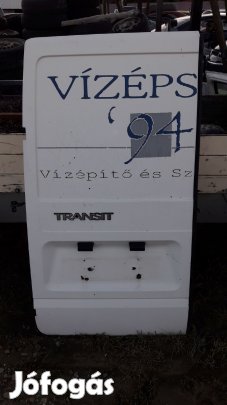 VÍZÉPS
'94
Vízépítő és Sz
TRANSIT
Jófogás